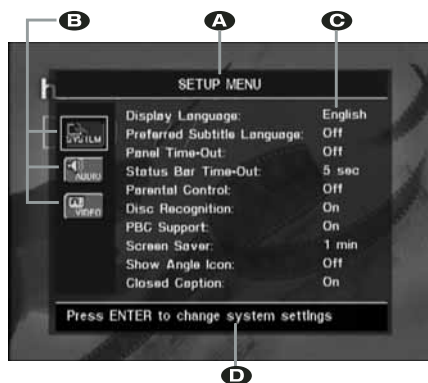 B A C
h
SETUP MENU
SYSTEM
AUDIO
VIDEO
Display Language: English
Preferred Subtitle Language: Off
Panel Time-Out: Off
Status Bar Time-Out: 5 sec
Parental Control: Off
Disc Recognition: On
PBC Support: On
Screen Saver: 1 min
Show Angle Icon: Off
Closed Caption: On
Press ENTER to change system settings
D